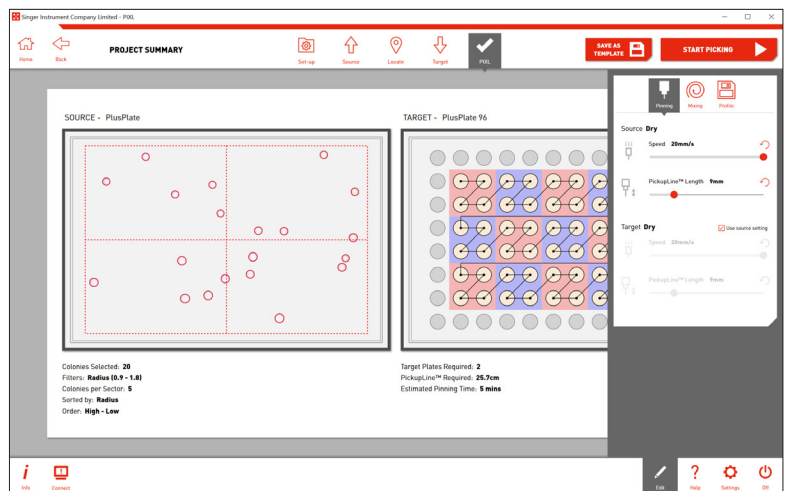 Singer Instrument Company Limited - PIXL
Home
Back
PROJECT SUMMARY
Set-up
Source
Locate
Target
PIXL
SAVE AS
TEMPLATE
START PICKING
SOURCE - PlusPlate
TARGET - PlusPlate 96
Colonies Selected: 20
Filters: Radius (0.9 - 1.8)
Colonies per Sector: 5
Sorted by: Radius
Order: High - Low
Target Plates Required: 2
PickupLine™ Required: 25.7cm
Estimated Pinning Time: 5 mins
Pinning
Mixing
Profile
Source Dry
Speed 20mm/s
PickupLine™ Length 9mm
Target Dry
Use source setting
Speed 20mm/s
PickupLine™ Length 9mm
Info
Connect
Edit
Help
Settings
Off